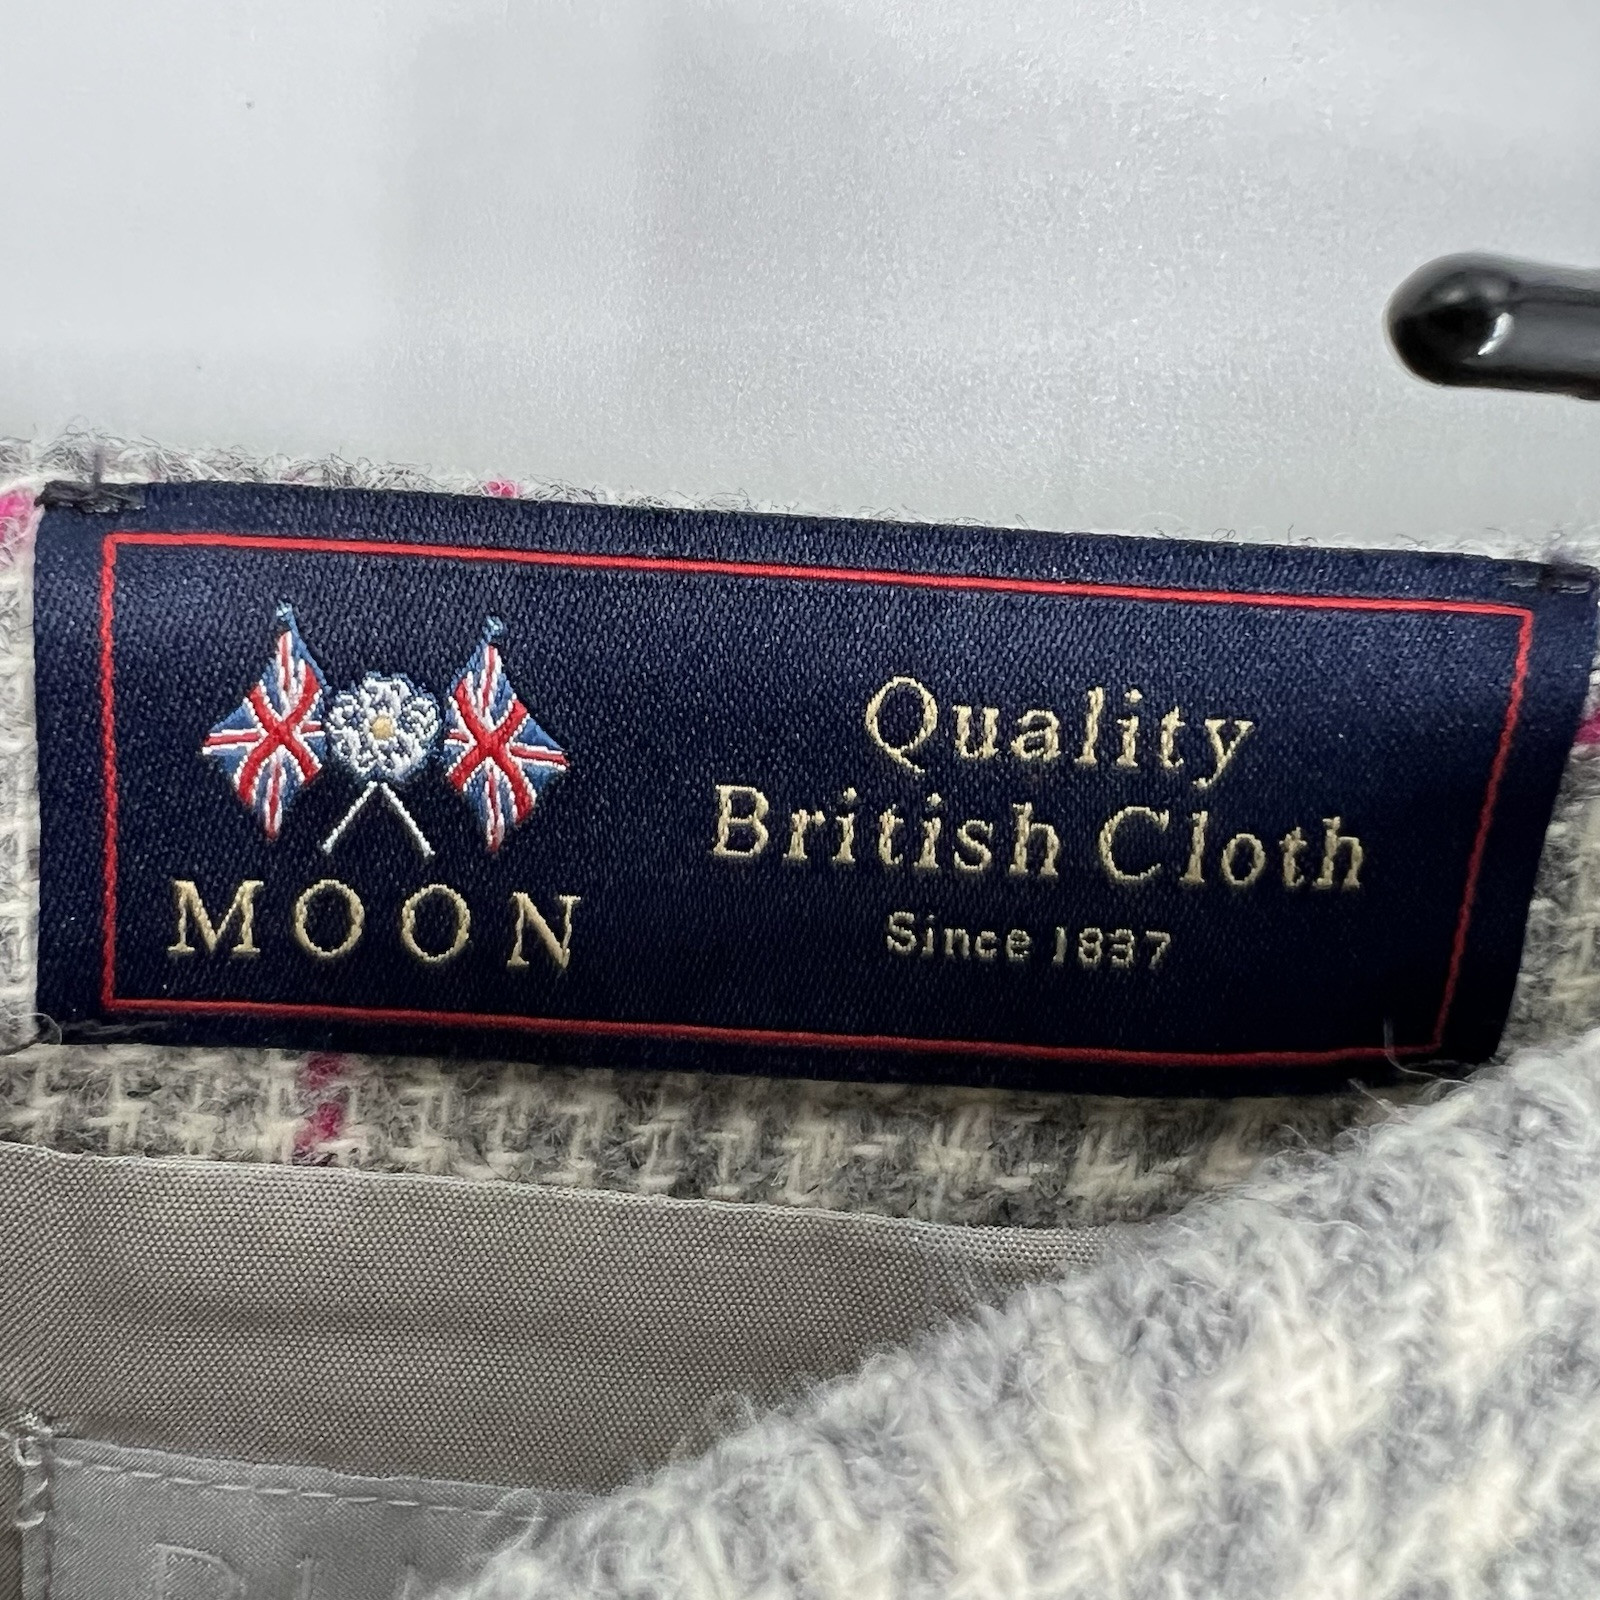 MOON
Quality
British Cloth
Since 1837